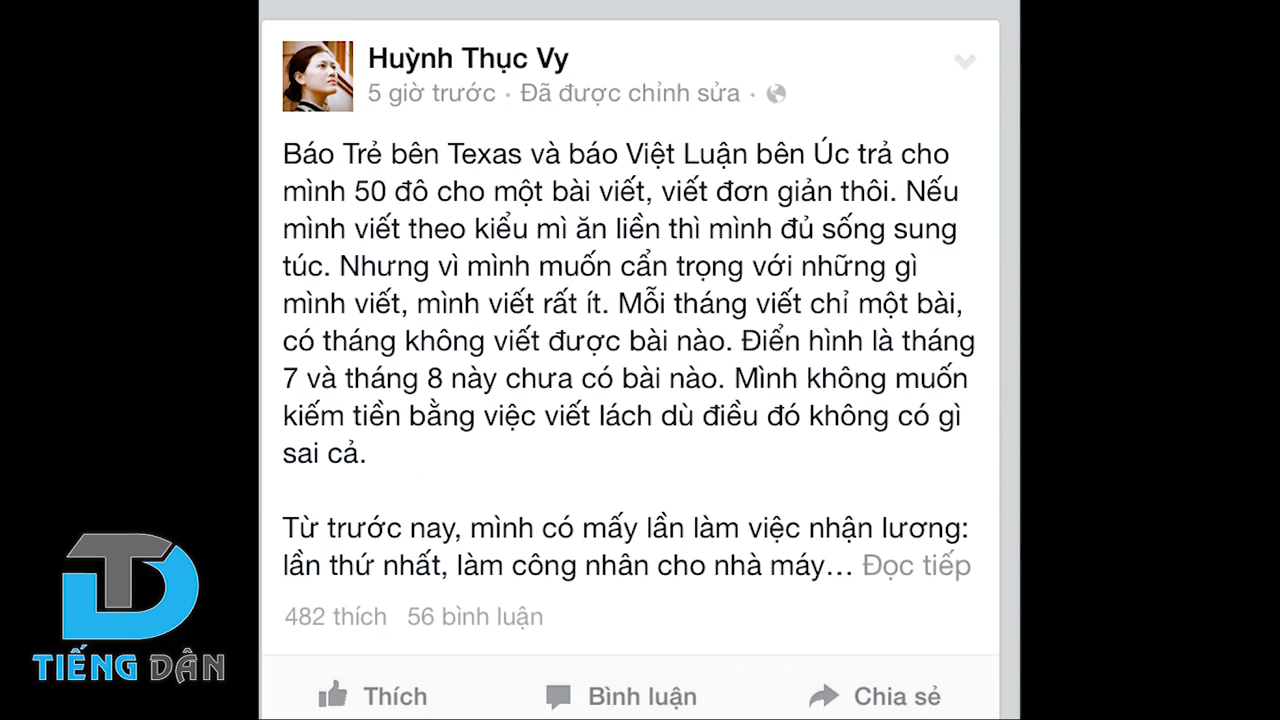 Huỳnh Thục Vy
5 giờ trước · Đã được chỉnh sửa ·
Báo Trẻ bên Texas và báo Việt Luận bên Úc trả cho
mình 50 đô cho một bài viết, viết đơn giản thôi. Nếu
mình viết theo kiểu mì ăn liền thì mình đủ sống sung
túc. Nhưng vì mình muốn cẩn trọng với những gì
mình viết, mình viết rất ít. Mỗi tháng viết chỉ một bài,
có tháng không viết được bài nào. Điển hình là tháng
7 và tháng 8 này chưa có bài nào. Mình không muốn
kiếm tiền bằng việc viết lách dù điều đó không có gì
sai cả.
Từ trước nay, mình có mấy lần làm việc nhận lương:
lần thứ nhất, làm công nhân cho nhà máy… Đọc tiếp
482 thích 56 bình luận
Thích Bình luận Chia sẻ
TD
TIẾNG DÂN